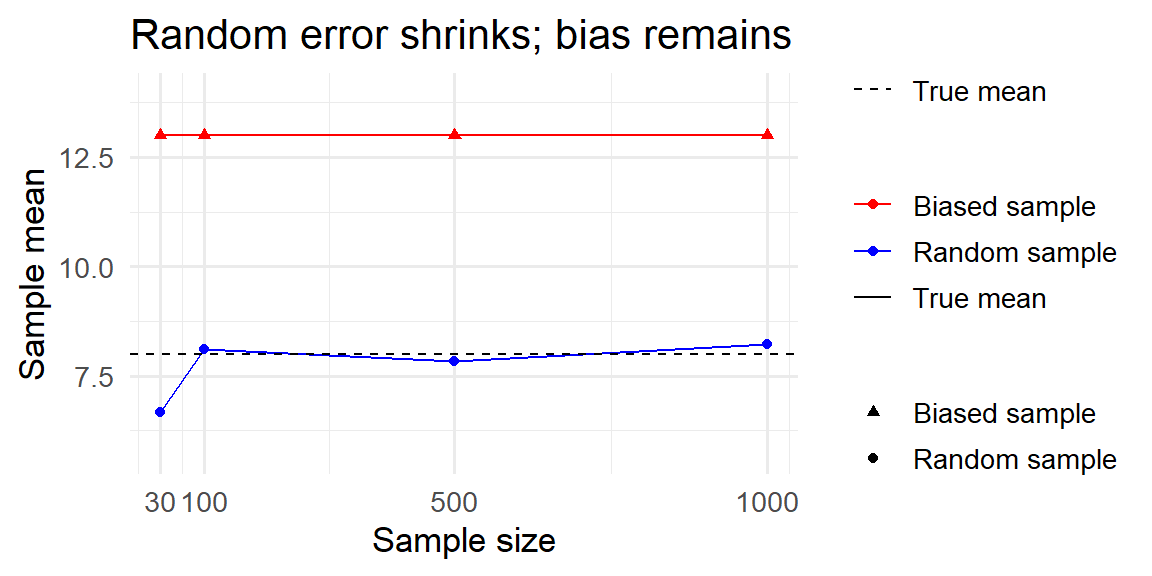 Random error shrinks; bias remains
Sample mean
12.5
10.0
7.5
30 100 500 1000
Sample size
True mean
Biased sample
Random sample
True mean
Biased sample
Random sample